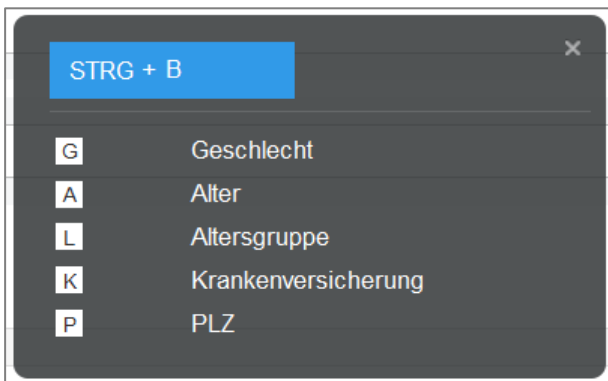 STRG + B
×
G Geschlecht
A Alter
L Altersgruppe
K Krankenversicherung
P PLZ